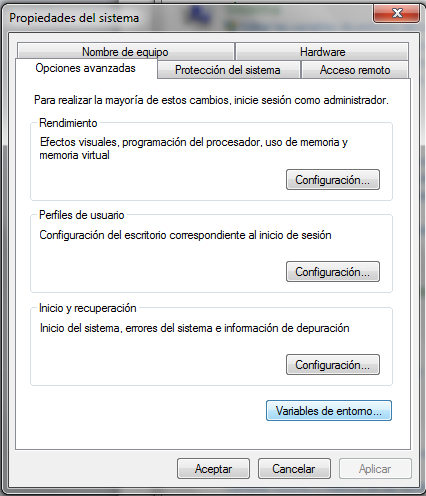 Propiedades del sistema
Nombre de equipo
Hardware
Opciones avanzadas
Protección del sistema
Acceso remoto
Para realizar la mayoría de estos cambios, inicie sesión como administrador.
Rendimiento
Efectos visuales, programación del procesador, uso de memoria y
memoria virtual
Configuración...
Perfiles de usuario
Configuración del escritorio correspondiente al inicio de sesión
Configuración...
Inicio y recuperación
Inicio del sistema, errores del sistema e información de depuración
Configuración...
Variables de entorno...
Aceptar
Cancelar
Aplicar